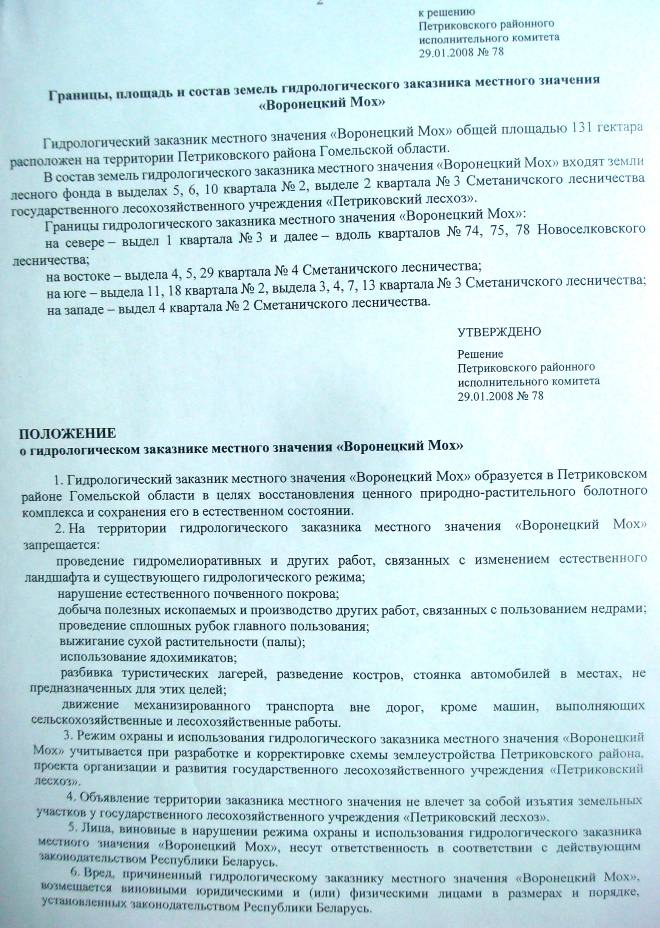 2
к решению
Петриковского районного
исполнительного комитета
29.01.2008 № 78
Границы, площадь и состав земель гидрологического заказника местного значения
«Воронецкий Мох»
Гидрологический заказник местного значения «Воронецкий Мох» общей площадью 131 гектара
расположен на территории Петриковского района Гомельской области.
В состав земель гидрологического заказника местного значения «Воронецкий Мох» входят земли
лесного фонда в выделах 5, 6, 10 квартала № 2, выделе 2 квартала № 3 Сметаничского лесничества
государственного лесохозяйственного учреждения «Петриковский лесхоз».
Границы гидрологического заказника местного значения «Воронецкий Мох»:
на севере – выдел 1 квартала № 3 и далее – вдоль кварталов № 74, 75, 78 Новоселковского
лесничества;
на востоке – выдела 4, 5, 29 квартала № 4 Сметаничского лесничества;
на юге – выдела 11, 18 квартала № 2, выдела 3, 4, 7, 13 квартала № 3 Сметаничского лесничества;
на западе – выдел 4 квартала № 2 Сметаничского лесничества.
УТВЕРЖДЕНО
Решение
Петриковского районного
исполнительного комитета
29.01.2008 № 78
ПОЛОЖЕНИЕ
о гидрологическом заказнике местного значения «Воронецкий Мох»
1. Гидрологический заказник местного значения «Воронецкий Мох» образуется в Петриковском
районе Гомельской области в целях восстановления ценного природно-растительного болотного
комплекса и сохранения его в естественном состоянии.
2. На территории гидрологического заказника местного значения «Воронецкий Мох»
запрещается:
проведение гидромелиоративных и других работ, связанных с изменением естественного
ландшафта и существующего гидрологического режима;
нарушение естественного почвенного покрова;
добыча полезных ископаемых и производство других работ, связанных с пользованием недрами;
проведение сплошных рубок главного пользования;
выжигание сухой растительности (палы);
использование ядохимикатов;
разбивка туристических лагерей, разведение костров, стоянка автомобилей в местах, не
предназначенных для этих целей;
движение механизированного транспорта вне дорог, кроме машин, выполняющих
сельскохозяйственные и лесохозяйственные работы.
3. Режим охраны и использования гидрологического заказника местного значения «Воронецкий
Мох» учитывается при разработке и корректировке схемы землеустройства Петриковского района,
проекта организации и развития государственного лесохозяйственного учреждения «Петриковский
лесхоз».
4. Объявление территории заказника местного значения не влечет за собой изъятия земельных
участков у государственного лесохозяйственного учреждения «Петриковский лесхоз».
5. Лица, виновные в нарушении режима охраны и использования гидрологического заказника
местного значения «Воронецкий Мох», несут ответственность в соответствии с действующим
законодательством Республики Беларусь.
6. Вред, причиненный гидрологическому заказнику местного значения «Воронецкий Мох»,
возмещается виновными юридическими и (или) физическими лицами в размерах и порядке,
установленных законодательством Республики Беларусь.